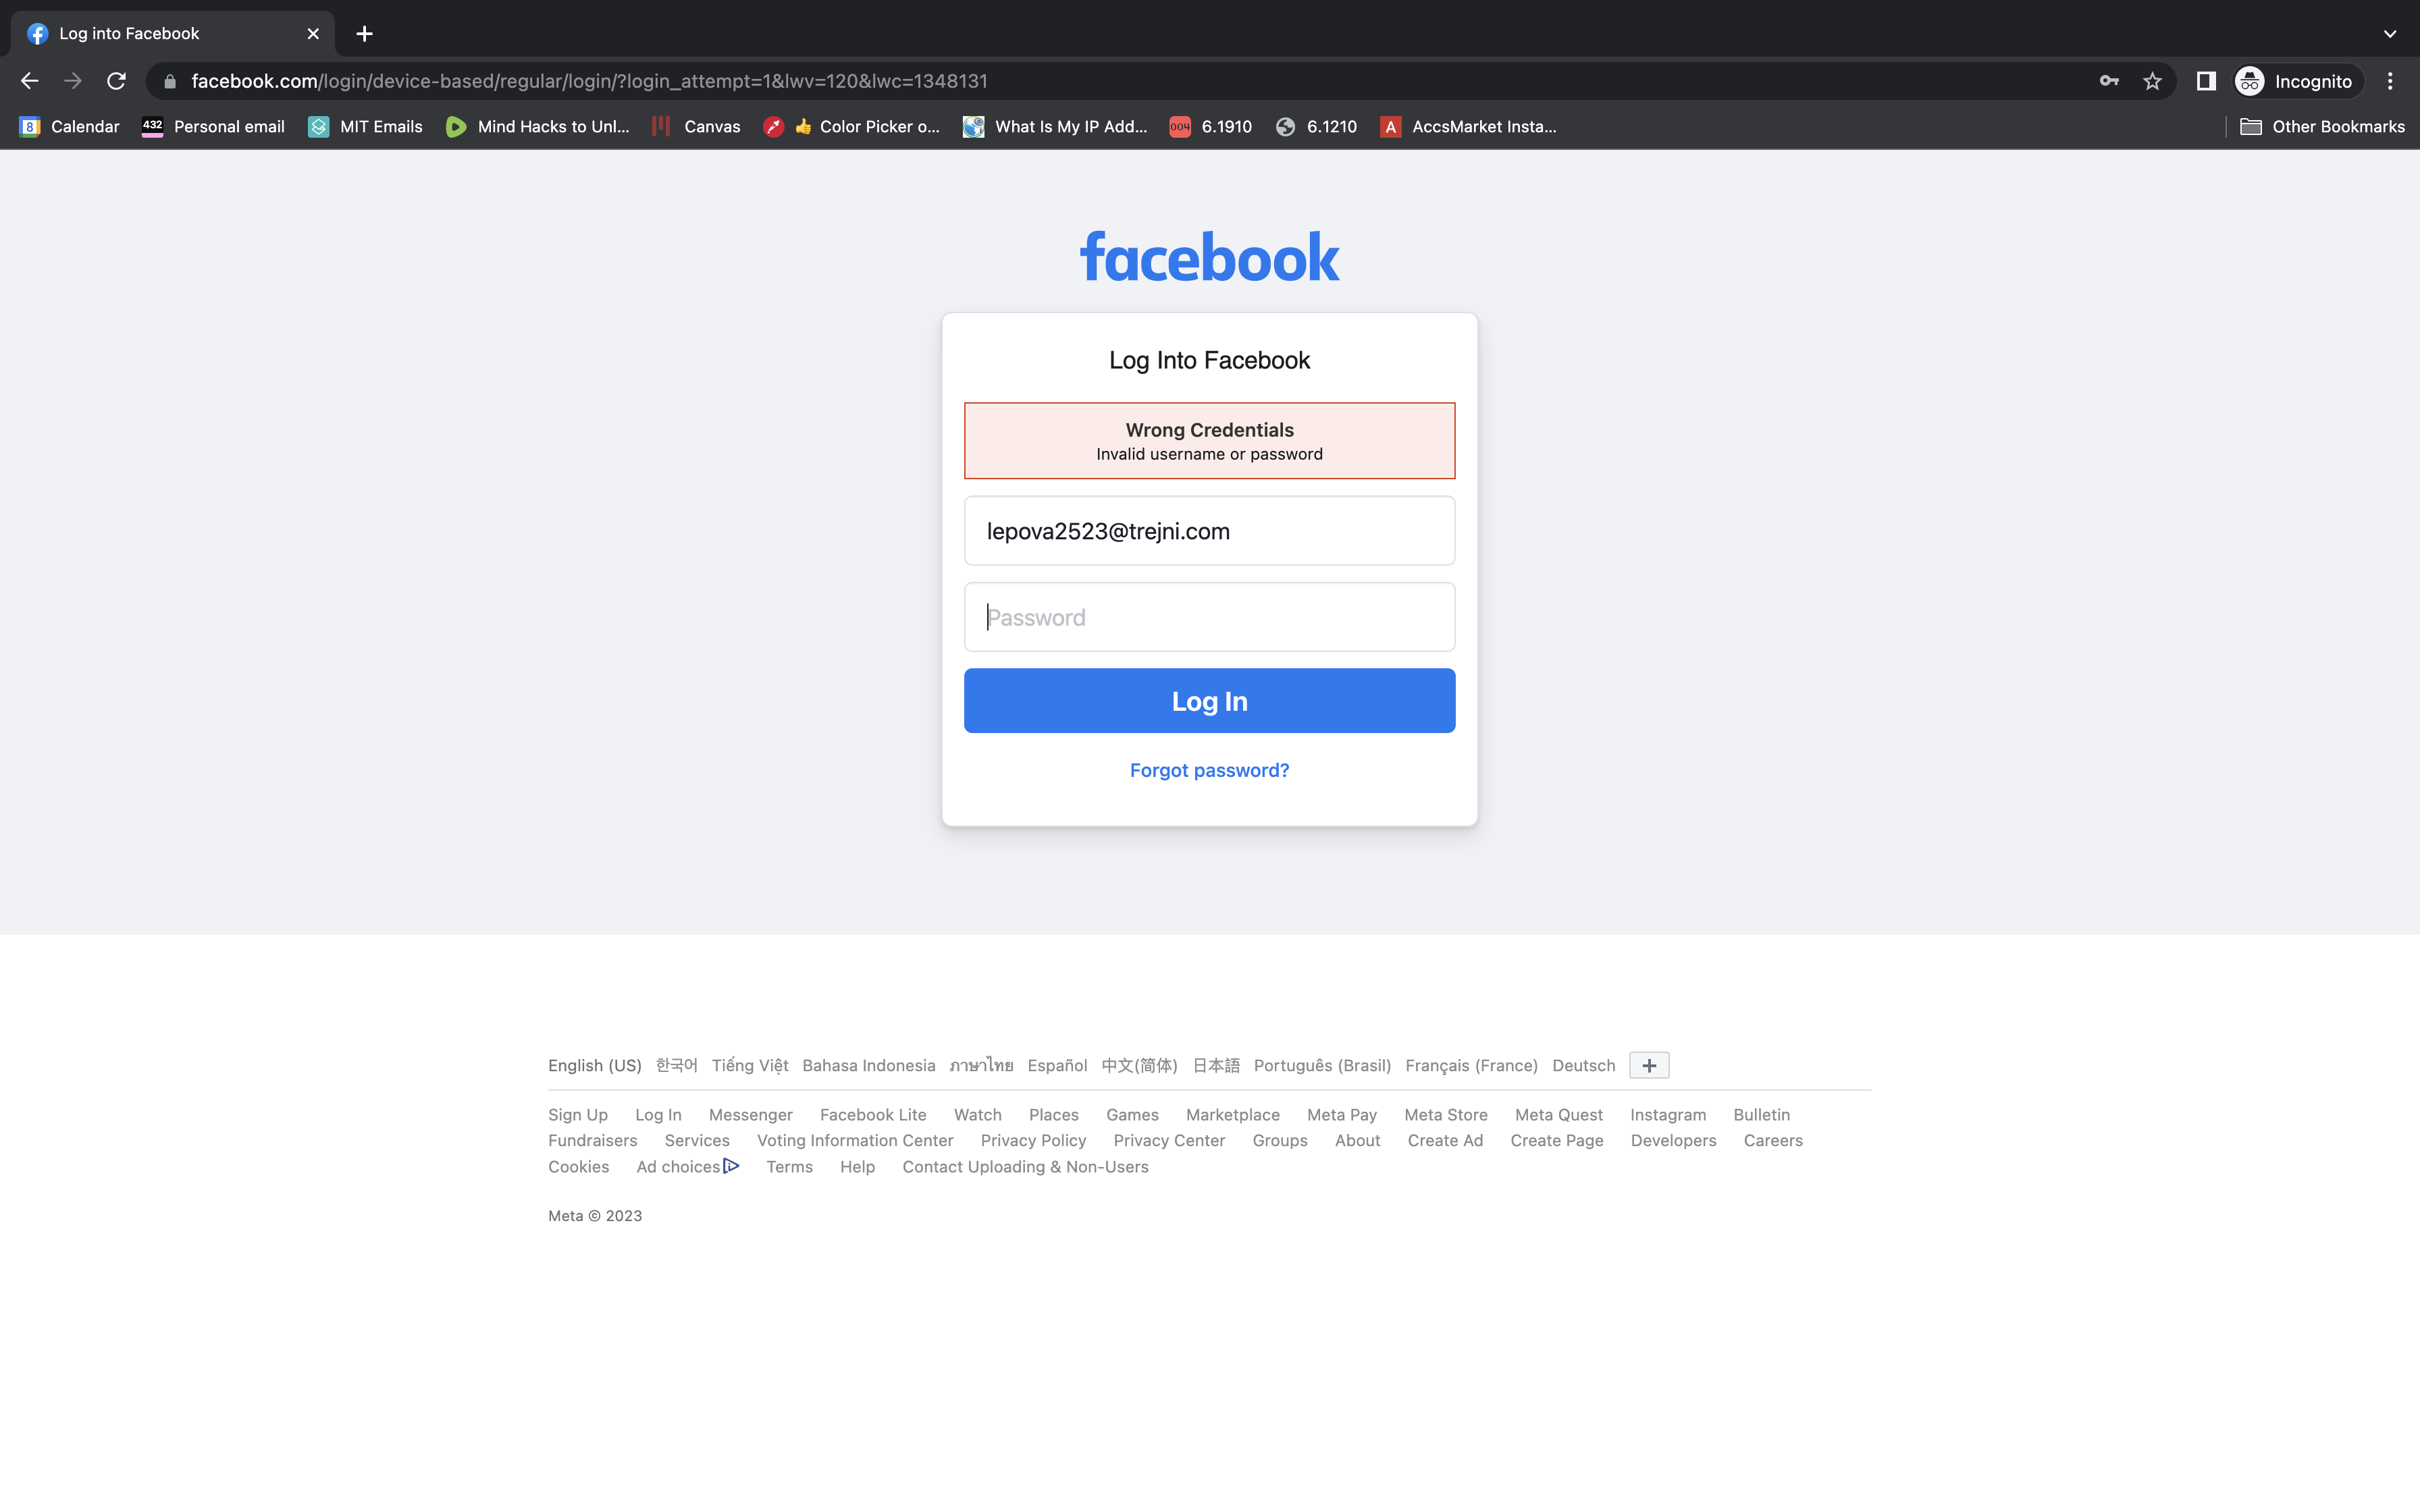 Log into Facebook
facebook.com/login/device-based/regular/login/?login_attempt=1&lwv=120&lwc=1348131
Incognito
8 Calendar 432 Personal email MIT Emails Mind Hacks to Unl... Canvas 👍 Color Picker o... What Is My IP Add... 004 6.1910 6.1210 A AccsMarket Insta... Other Bookmarks
facebook
Log Into Facebook
Wrong Credentials
Invalid username or password
lepova2523@trejni.com
Password
Log In
Forgot password?
English (US) 한국어 Tiếng Việt Bahasa Indonesia ภาษาไทย Español 中文(简体) 日本語 Português (Brasil) Français (France) Deutsch
Sign Up Log In Messenger Facebook Lite Watch Places Games Marketplace Meta Pay Meta Store Meta Quest Instagram Bulletin
Fundraisers Services Voting Information Center Privacy Policy Privacy Center Groups About Create Ad Create Page Developers Careers
Cookies Ad choices Terms Help Contact Uploading & Non-Users
Meta © 2023